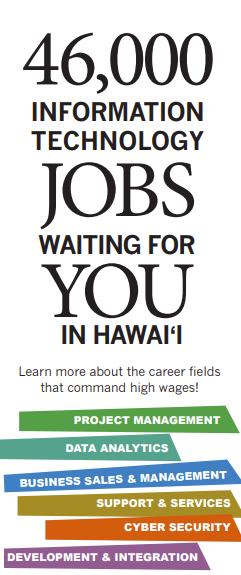 46,000
INFORMATION
TECHNOLOGY
JOBS
WAITING FOR
YOU
IN HAWAI‘I
Learn more about the career fields
that command high wages!
PROJECT MANAGEMENT
DATA ANALYTICS
BUSINESS SALES & MANAGEMENT
SUPPORT & SERVICES
CYBER SECURITY
DEVELOPMENT & INTEGRATION